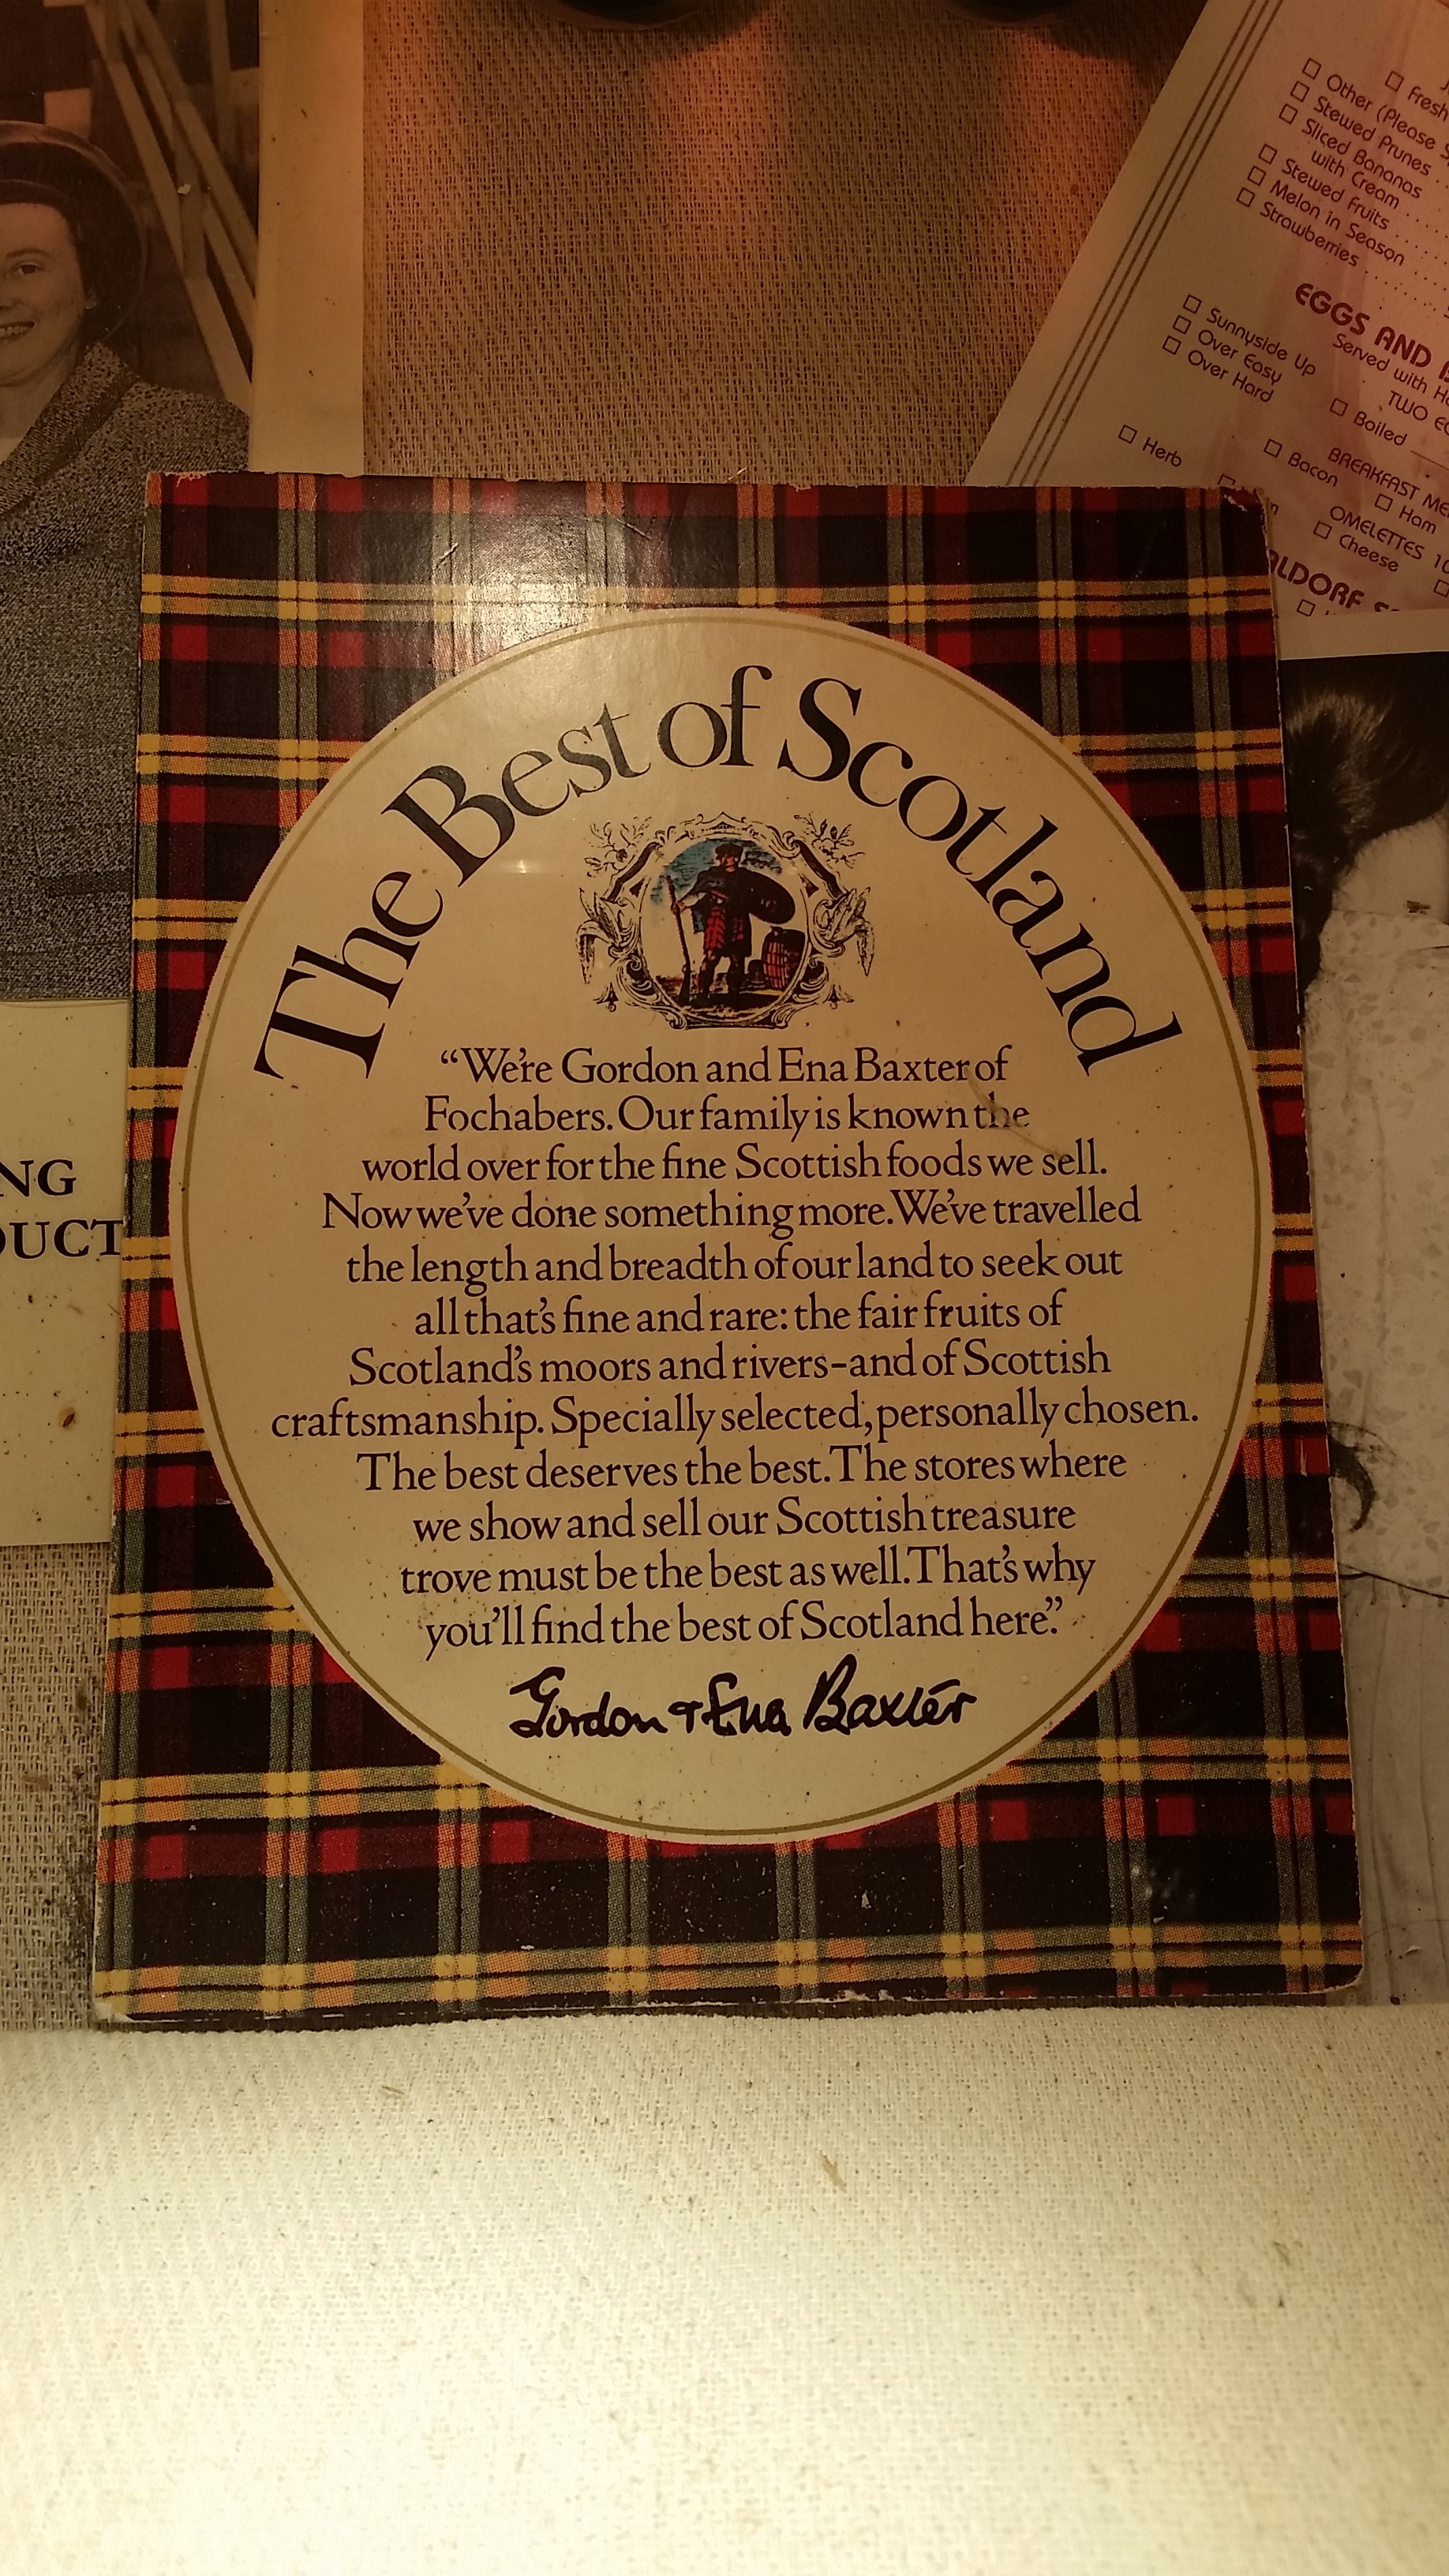 The Best of Scotland
“We’re Gordon and Ena Baxter of
Fochabers. Our family is known the
world over for the fine Scottish foods we sell.
Now we’ve done something more. We’ve travelled
the length and breadth of our land to seek out
all that’s fine and rare: the fair fruits of
Scotland’s moors and rivers–and of Scottish
craftsmanship. Specially selected, personally chosen.
The best deserves the best. The stores where
we show and sell our Scottish treasure
trove must be the best as well. That’s why
you’ll find the best of Scotland here.”
Gordon & Ena Baxter
Fresh
Other (Please
Stewed Prunes
Sliced Bananas
with Cream
Stewed Fruits
Melon in Season
Strawberries
EGGS AND
Served with
TWO
Sunnyside Up
Over Easy
Over Hard
Boiled
BREAKFAST
Herb
Bacon
Ham
OMELETTES
Cheese
NG
DUCT